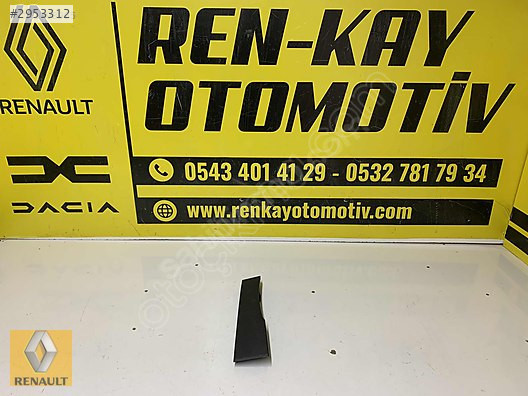 #2953312
RENAULT
DACIA
REN-KAY
OTOMOTİV
0543 401 41 29 - 0532 781 79 34
www.renkayotomotiv.com
RENAULT